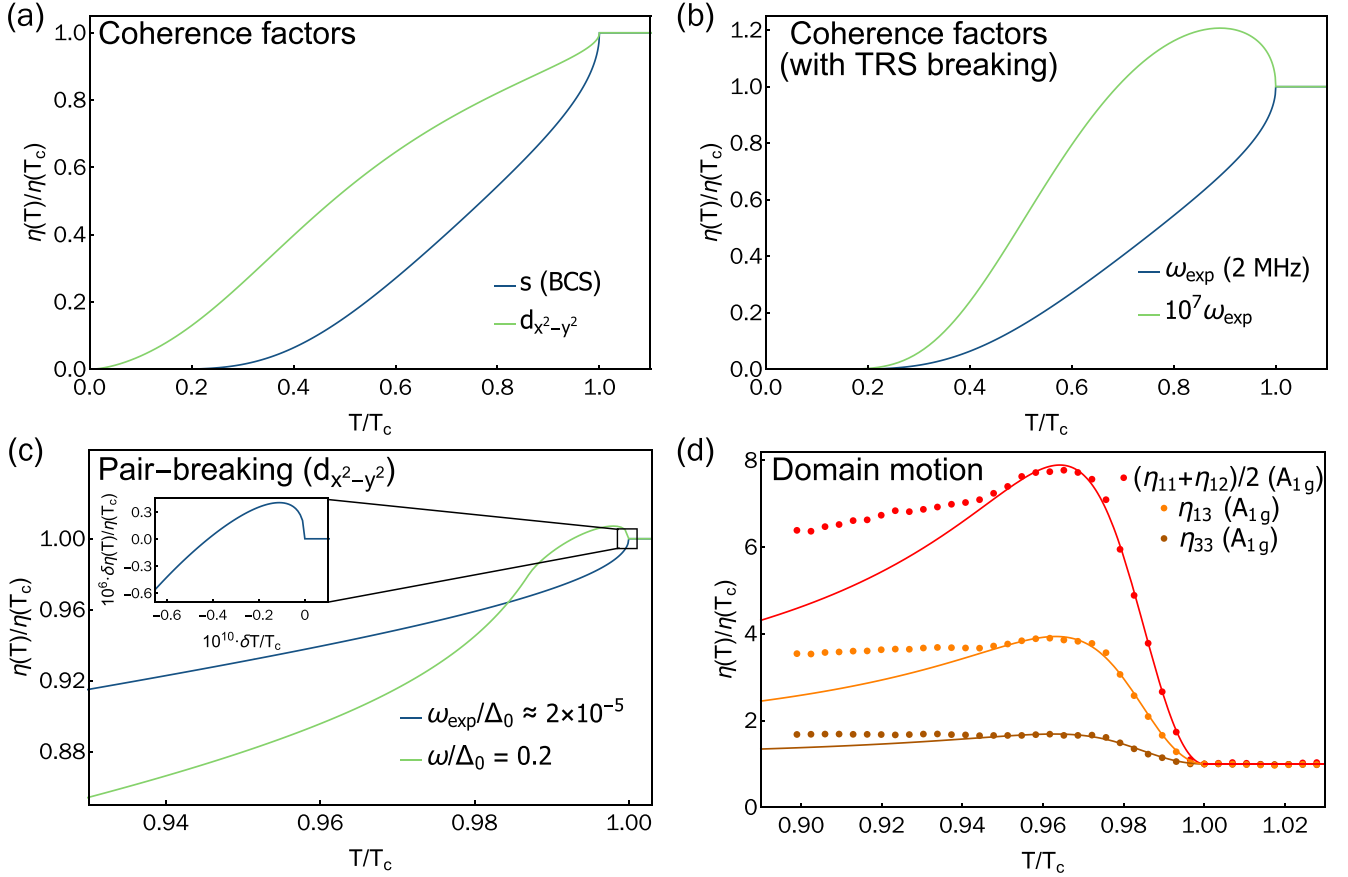 (a)
Coherence factors
η(T)/η(T_c)
1.0
0.8
0.6
0.4
0.2
0.0
s (BCS)
d_{x²−y²}
0.0 0.2 0.4 0.6 0.8 1.0
T/T_c
(b)
Coherence factors
(with TRS breaking)
η(T)/η(T_c)
1.2
1.0
0.8
0.6
0.4
0.2
0.0
ω_exp (2 MHz)
10⁷ω_exp
0.0 0.2 0.4 0.6 0.8 1.0
T/T_c
(c)
Pair−breaking (d_{x²−y²})
η(T)/η(T_c)
1.00
0.96
0.92
0.88
10⁶·δη(T)/η(T_c)
0.3
0.0
−0.3
−0.6
−0.6 −0.4 −0.2 0
10¹⁰·δT/T_c
ω_exp/Δ₀ ≈ 2×10⁻⁵
ω/Δ₀ = 0.2
0.94 0.96 0.98 1.00
T/T_c
(d)
Domain motion
η(T)/η(T_c)
8
6
4
2
0
(η₁₁+η₁₂)/2 (A_{1g})
η₁₃ (A_{1g})
η₃₃ (A_{1g})
0.90 0.92 0.94 0.96 0.98 1.00 1.02
T/T_c